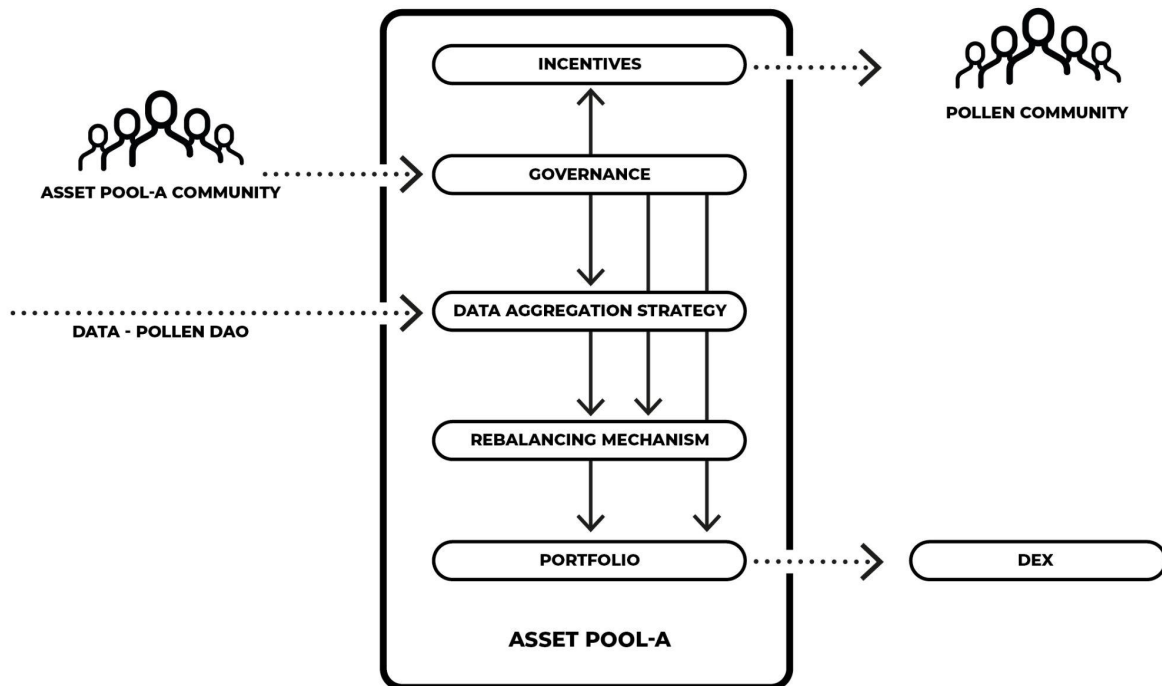 INCENTIVES
POLLEN COMMUNITY
GOVERNANCE
ASSET POOL-A COMMUNITY
DATA AGGREGATION STRATEGY
DATA - POLLEN DAO
REBALANCING MECHANISM
PORTFOLIO
DEX
ASSET POOL-A